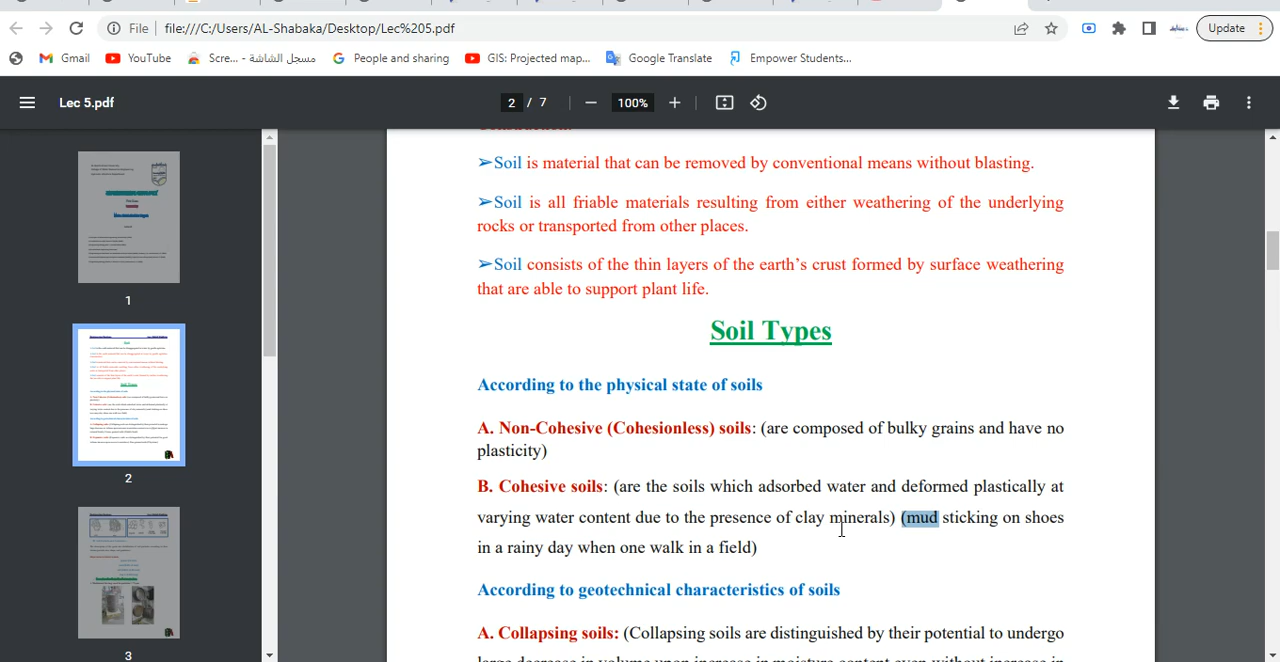 File | file:///C:/Users/AL-Shabaka/Desktop/Lec%205.pdf
Update
Gmail YouTube Scre... - مسجل الشاشة People and sharing GIS: Projected map... Google Translate Empower Students...
Lec 5.pdf 2 / 7 100%
➢Soil is material that can be removed by conventional means without blasting.
➢Soil is all friable materials resulting from either weathering of the underlying
rocks or transported from other places.
➢Soil consists of the thin layers of the earth's crust formed by surface weathering
that are able to support plant life.
Soil Types
According to the physical state of soils
A. Non-Cohesive (Cohesionless) soils: (are composed of bulky grains and have no
plasticity)
B. Cohesive soils: (are the soils which adsorbed water and deformed plastically at
varying water content due to the presence of clay minerals) (mud sticking on shoes
in a rainy day when one walk in a field)
According to geotechnical characteristics of soils
A. Collapsing soils: (Collapsing soils are distinguished by their potential to undergo
large decrease in volume upon increase in moisture content even without increase in
1
2
3